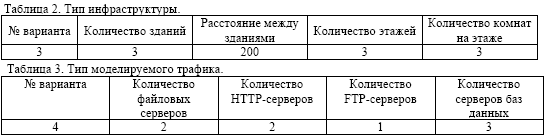 Таблица 2. Тип инфраструктуры.
№ варианта Количество зданий Расстояние между зданиями Количество этажей Количество комнат на этаже
3 3 200 3 3
Таблица 3. Тип моделируемого трафика.
№ варианта Количество файловых серверов Количество HTTP-серверов Количество FTP-серверов Количество серверов баз данных
4 2 2 1 3